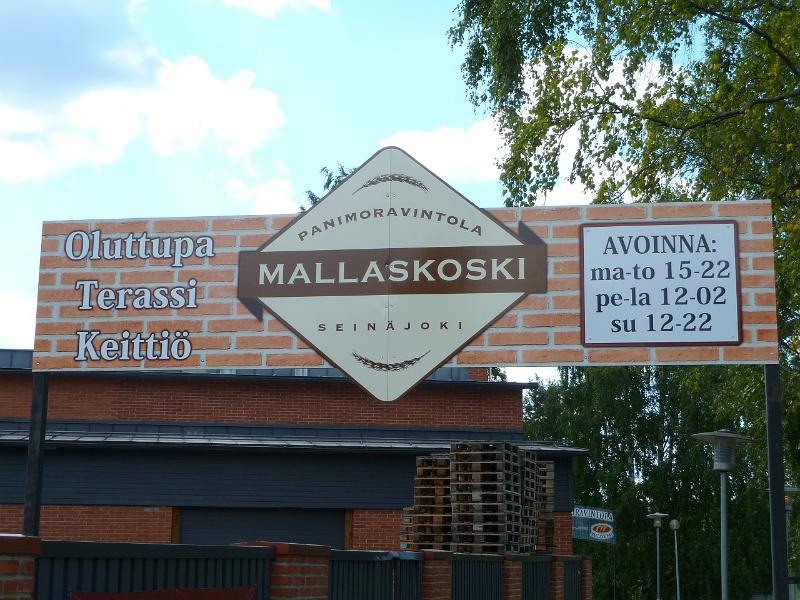 Oluttupa
Terassi
Keittiö
PANIMORAVINTOLA
MALLASKOSKI
SEINÄJOKI
AVOINNA:
ma-to 15-22
pe-la 12-02
su 12-22
RAVINTOLA